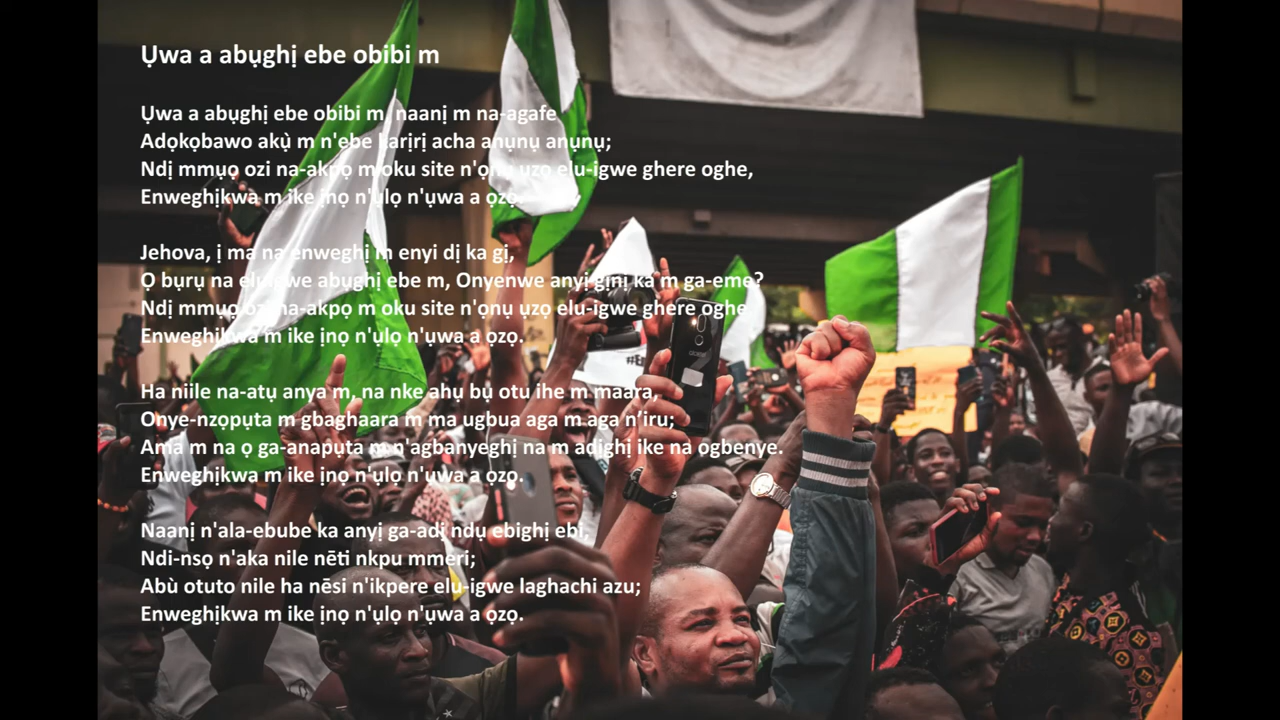 Ụwa a abụghị ebe obibi m
Ụwa a abụghị ebe obibi m, naanị m na-agafe
Adọkọbawo akụ̀ m n'ebe karịrị acha anụnụ anụnụ;
Ndị mmụọ ozi na-akpọ m oku site n'ọnụ ụzọ elu-igwe ghere oghe,
Enweghịkwa m ike ịnọ n'ụlọ n'ụwa a ọzọ.
Jehova, ị ma na enweghị m enyi dị ka gị,
Ọ bụrụ na elu-igwe abụghị ebe m, Onyenwe anyị gịnị ka m ga-eme?
Ndị mmụọ ozi na-akpọ m oku site n'ọnụ ụzọ elu-igwe ghere oghe,
Enweghịkwa m ike ịnọ n'ụlọ n'ụwa a ọzọ.
Ha niile na-atụ anya m, na nke ahụ bụ otu ihe m maara,
Onye-nzọpụta m gbaghaara m ma ugbua aga m aga n’iru;
Ama m na ọ ga-anapụta m n'agbanyeghị na m adịghị ike na ogbenye.
Enweghịkwa m ike ịnọ n'ụlọ n'ụwa a ọzọ.
Naanị n'ala-ebube ka anyị ga-adị ndụ ebighị ebi,
Ndi-nsọ n'aka nile nēti nkpu mmeri;
Abù otuto nile ha nēsi n'ikpere elu-igwe laghachi azu;
Enweghịkwa m ike ịnọ n'ụlọ n'ụwa a ọzọ.